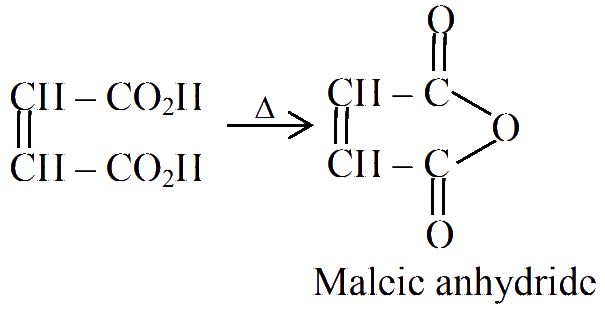 O
CH – CO₂H
Δ
CH – C
O
CH – CO₂H
CH – C
O
Maleic anhydride